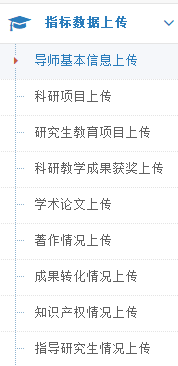 指标数据上传
导师基本信息上传
科研项目上传
研究生教育项目上传
科研教学成果获奖上传
学术论文上传
著作情况上传
成果转化情况上传
知识产权情况上传
指导研究生情况上传